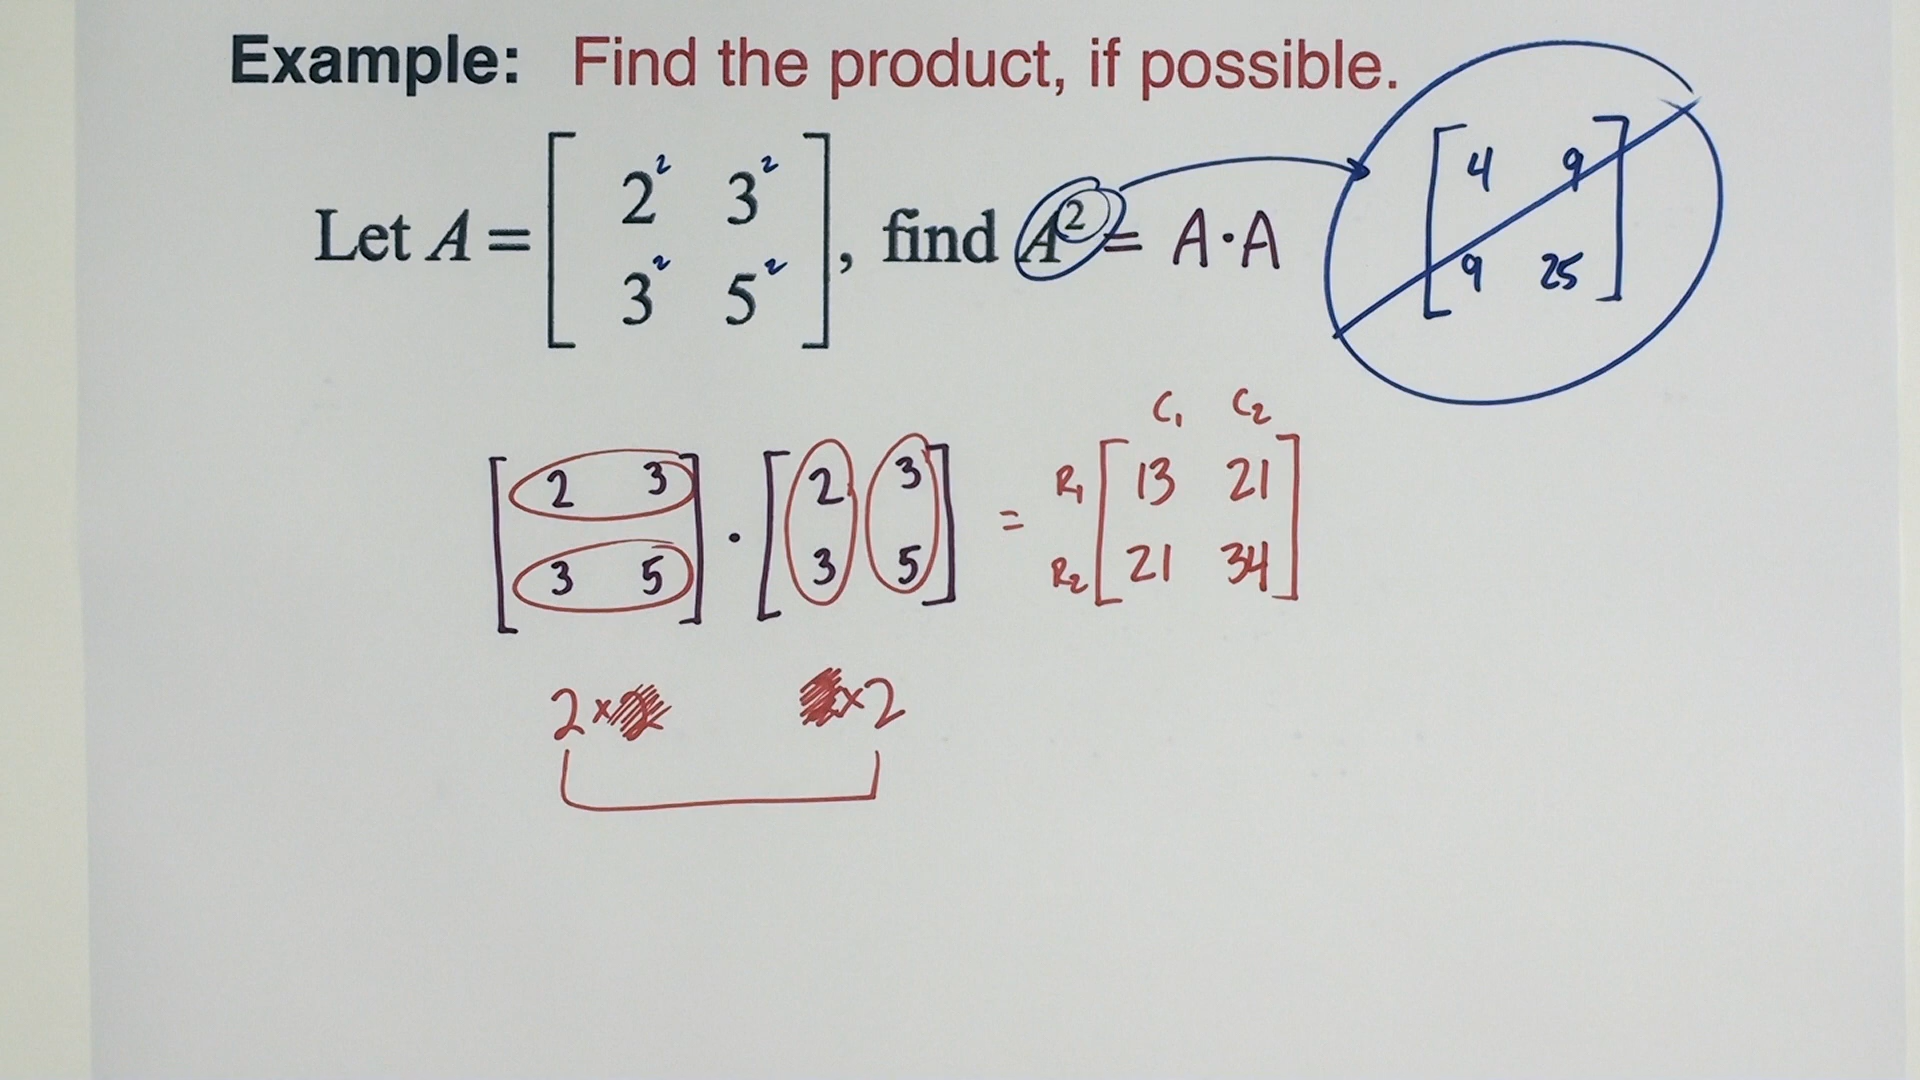 Example: Find the product, if possible.
Let A = [ 2² 3² ], find A² = A·A [ 4 9 ]
3² 5² 9 25
C₁ C₂
[ 2 3 ] · [ 2 3 ] = R₁ [ 13 21 ]
3 5 3 5 R₂ 21 34
2× ×2